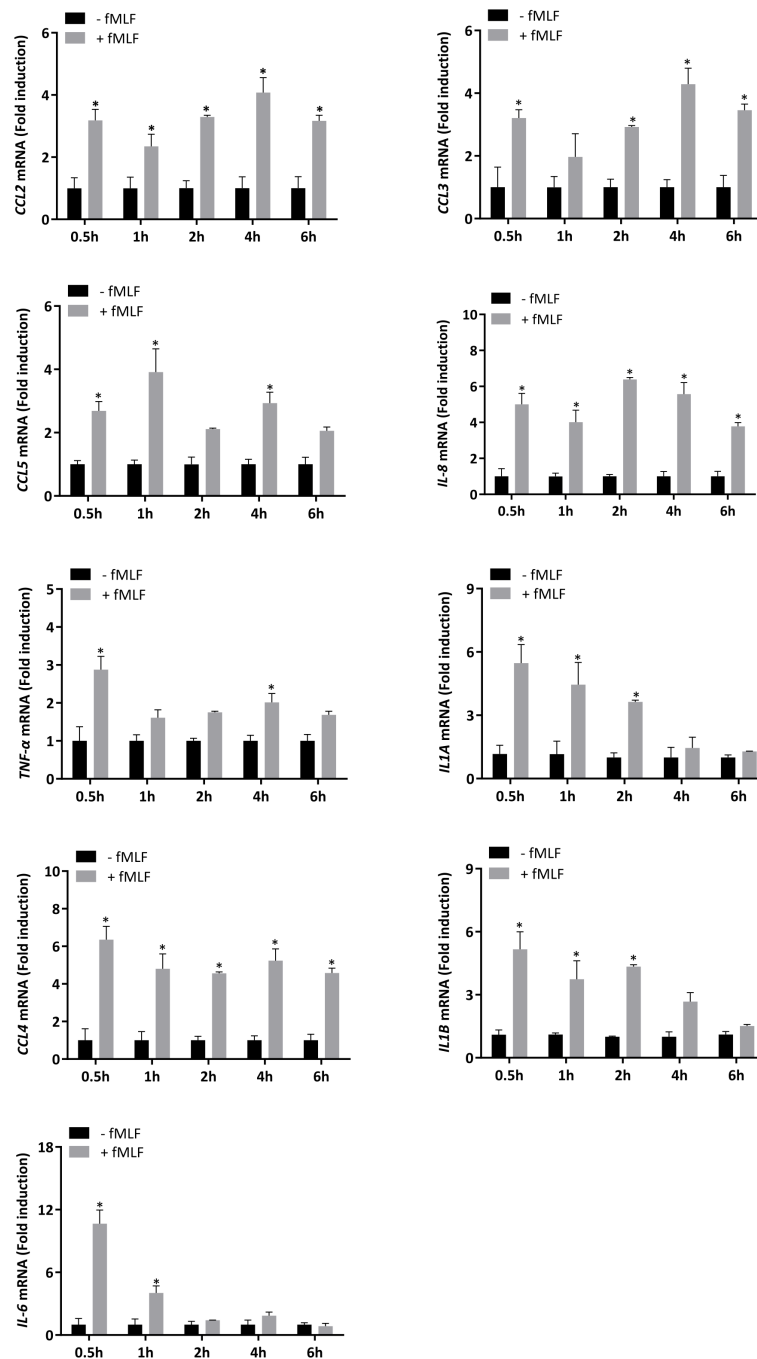 - fMLF
+ fMLF
CCL2 mRNA (Fold induction)
6
4
2
0
0.5h 1h 2h 4h 6h
- fMLF
+ fMLF
CCL3 mRNA (Fold induction)
6
4
2
0
0.5h 1h 2h 4h 6h
- fMLF
+ fMLF
CCL5 mRNA (Fold induction)
6
4
2
0
0.5h 1h 2h 4h 6h
- fMLF
+ fMLF
IL-8 mRNA (Fold induction)
10
8
6
4
2
0
0.5h 1h 2h 4h 6h
- fMLF
+ fMLF
TNF-α mRNA (Fold induction)
5
4
3
2
1
0
0.5h 1h 2h 4h 6h
- fMLF
+ fMLF
IL1A mRNA (Fold induction)
9
6
3
0
0.5h 1h 2h 4h 6h
- fMLF
+ fMLF
CCL4 mRNA (Fold induction)
10
8
6
4
2
0
0.5h 1h 2h 4h 6h
- fMLF
+ fMLF
IL1B mRNA (Fold induction)
9
6
3
0
0.5h 1h 2h 4h 6h
- fMLF
+ fMLF
IL-6 mRNA (Fold induction)
18
12
6
0
0.5h 1h 2h 4h 6h